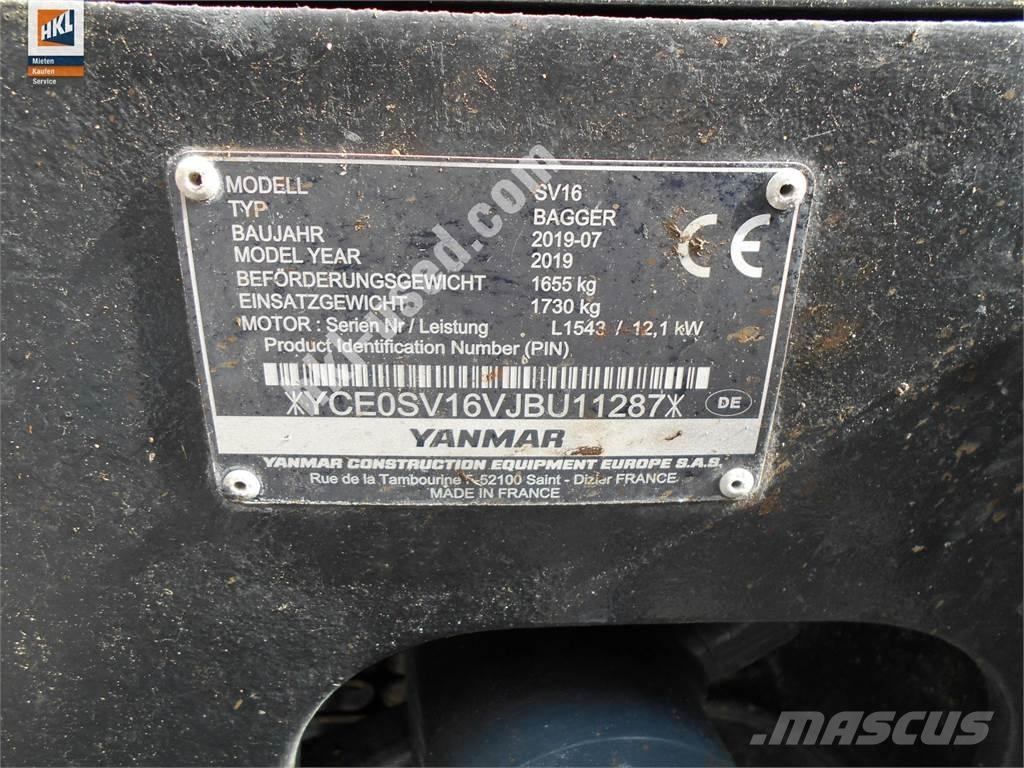 HKL
Mieten
Kaufen
Service
MODELL SV16
TYP BAGGER
BAUJAHR 2019-07
MODEL YEAR 2019
BEFÖRDERUNGSGEWICHT 1655 kg
EINSATZGEWICHT 1730 kg
MOTOR : Serien Nr / Leistung L1543 / 12,1 kW
Product Identification Number (PIN)
*YCE0SV16VJBU11287*
DE
CE
YANMAR
YANMAR CONSTRUCTION EQUIPMENT EUROPE S.A.S.
Rue de la Tambourine F-52100 Saint - Dizier FRANCE
MADE IN FRANCE
MASCUS